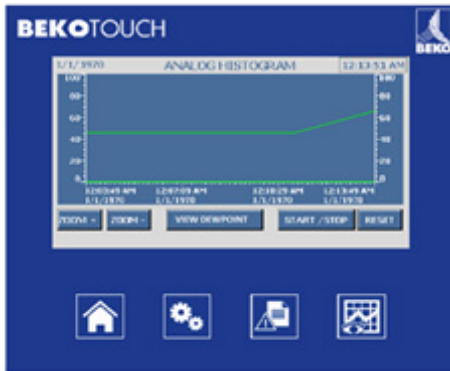 BEKOTOUCH
BEKO
1/1/1970 ANALOG HISTOGRAM 12:13:51 AM
100 100
80 80
60 60
40 40
20 20
0 0
12:03:49 AM 12:07:09 AM 12:10:29 AM 12:13:49 AM
1/1/1970 1/1/1970 1/1/1970 1/1/1970
ZOOM + ZOOM - VIEW DEWPOINT START / STOP RESET